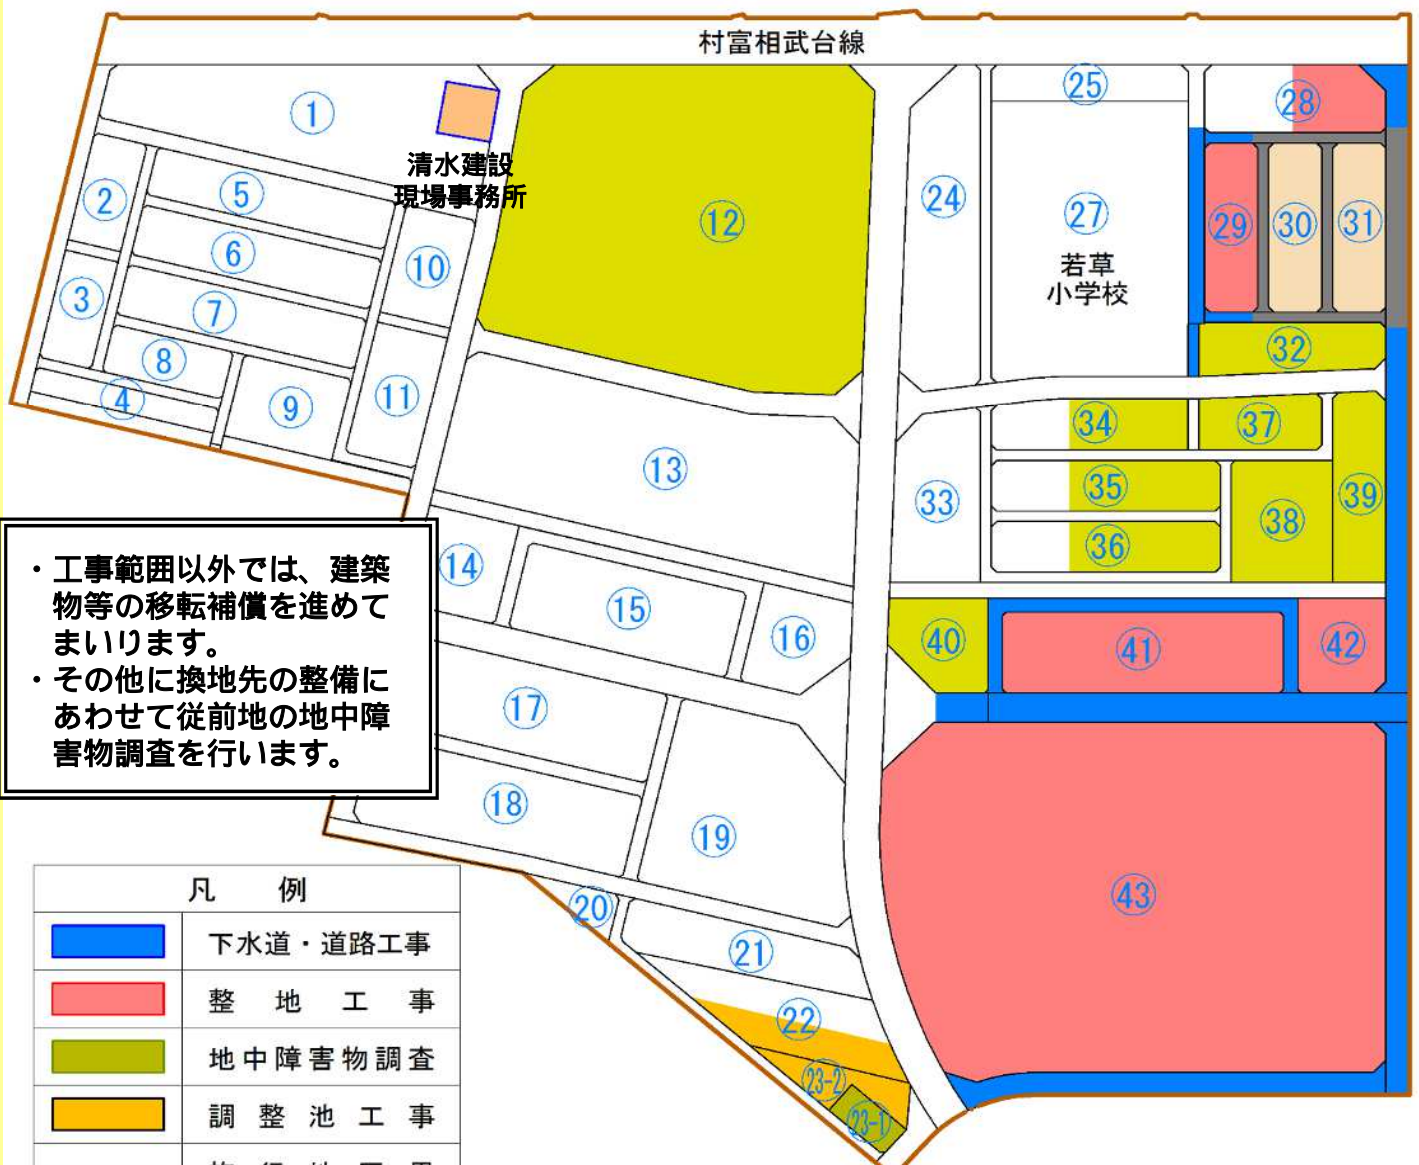 村富相武台線
①
清水建設
現場事務所
②
③
④
⑤
⑥
⑦
⑧
⑨
⑩
⑪
⑫
⑬
⑭
⑮
⑯
⑰
⑱
⑲
⑳
㉑
㉒
23-2
23-1
㉔
㉕
㉗
若草
小学校
㉘
㉙
㉚
㉛
㉜
㉝
㉞
㉟
㊱
㊲
㊳
㊴
㊵
㊶
㊷
㊸
・工事範囲以外では、建築
物等の移転補償を進めて
まいります。
・その他に換地先の整備に
あわせて従前地の地中障
害物調査を行います。
凡 例
下水道・道路工事
整 地 工 事
地中障害物調査
調 整 池 工 事